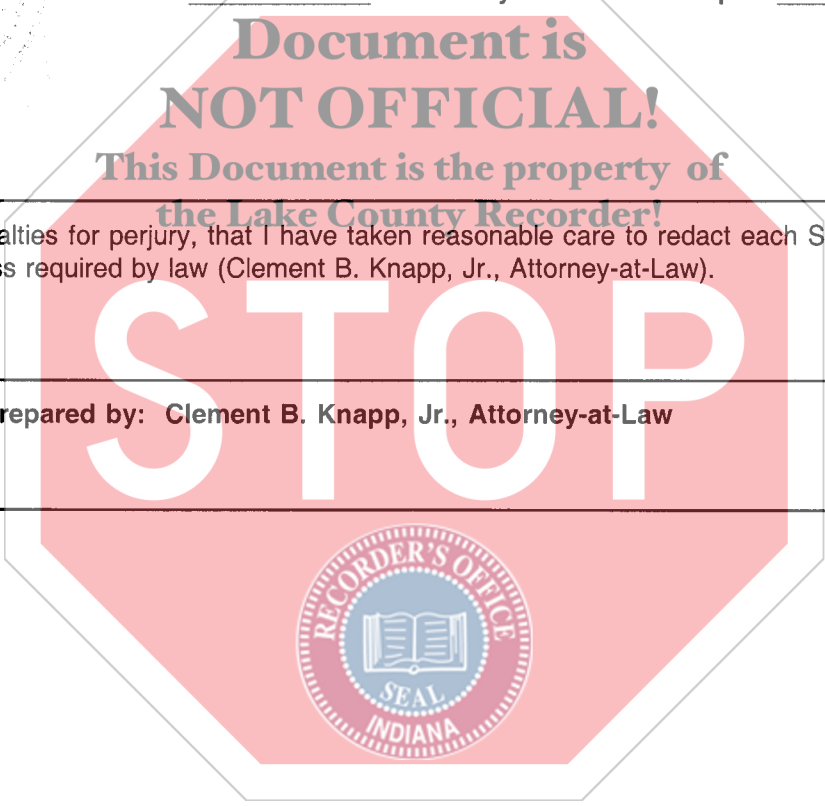 Document is
NOT OFFICIAL!
This Document is the property of
the Lake County Recorder!
alties for perjury, that I have taken reasonable care to redact each S
s required by law (Clement B. Knapp, Jr., Attorney-at-Law).
STOP
repared by: Clement B. Knapp, Jr., Attorney-at-Law
RECORDER'S OFFICE
SEAL
INDIANA